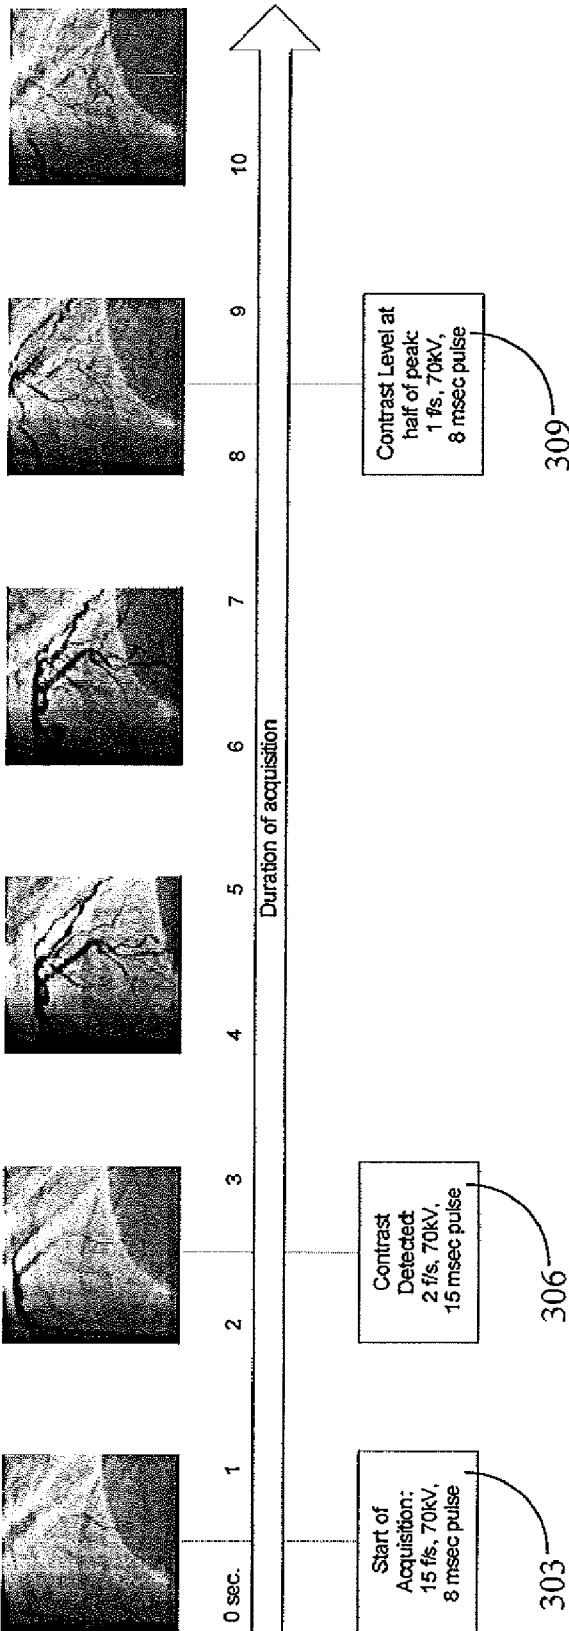 0 sec.
1
2
3
4
5
6
7
8
9
10
Duration of acquisition
Start of
Acquisition:
15 f/s, 70kV,
8 msec pulse
303
Contrast
Detected:
2 f/s, 70kV,
15 msec pulse
306
Contrast Level at
half of peak:
1 f/s, 70kV,
8 msec pulse
309